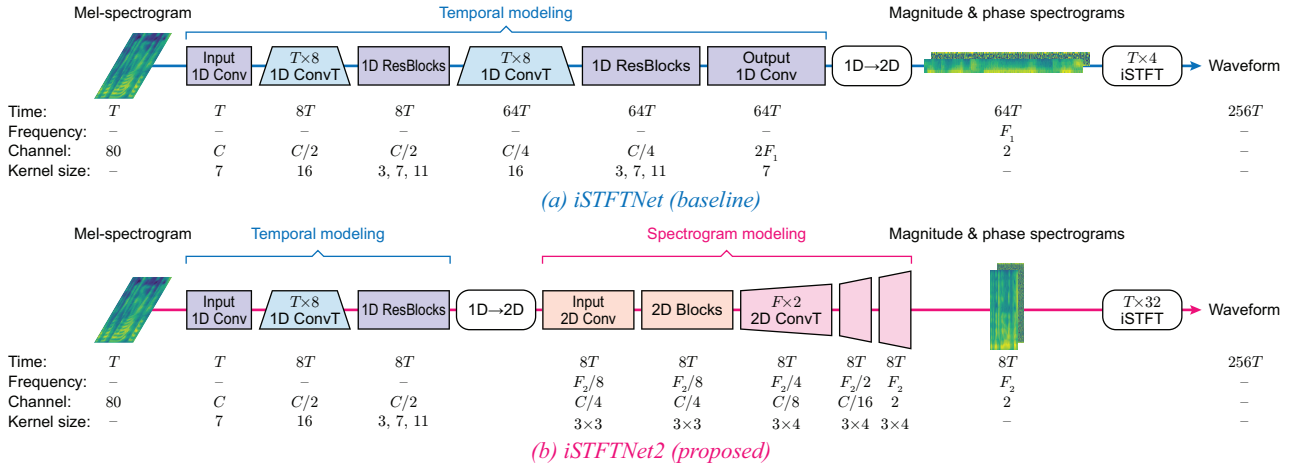 Mel-spectrogram Temporal modeling Magnitude & phase spectrograms
Input 1D Conv T×8 1D ConvT 1D ResBlocks T×8 1D ConvT 1D ResBlocks Output 1D Conv 1D→2D T×4 iSTFT Waveform
Time: T T 8T 8T 64T 64T 64T 64T 256T
Frequency: – – – – – – – F₁ –
Channel: 80 C C/2 C/2 C/4 C/4 2F₁ 2 –
Kernel size: – 7 16 3, 7, 11 16 3, 7, 11 7 – –
(a) iSTFTNet (baseline)
Mel-spectrogram Temporal modeling Spectrogram modeling Magnitude & phase spectrograms
Input 1D Conv T×8 1D ConvT 1D ResBlocks 1D→2D Input 2D Conv 2D Blocks F×2 2D ConvT T×32 iSTFT Waveform
Time: T T 8T 8T 8T 8T 8T 8T 8T 8T 256T
Frequency: – – – – F₂/8 F₂/8 F₂/4 F₂/2 F₂ F₂ –
Channel: 80 C C/2 C/2 C/4 C/4 C/8 C/16 2 2 –
Kernel size: – 7 16 3, 7, 11 3×3 3×3 3×4 3×4 3×4 – –
(b) iSTFTNet2 (proposed)